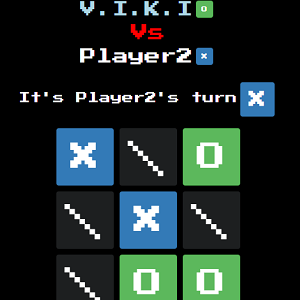 V.I.K.I O
Vs
Player2 X
It's Player2's turn X
X \ O
\ X \
\ O O